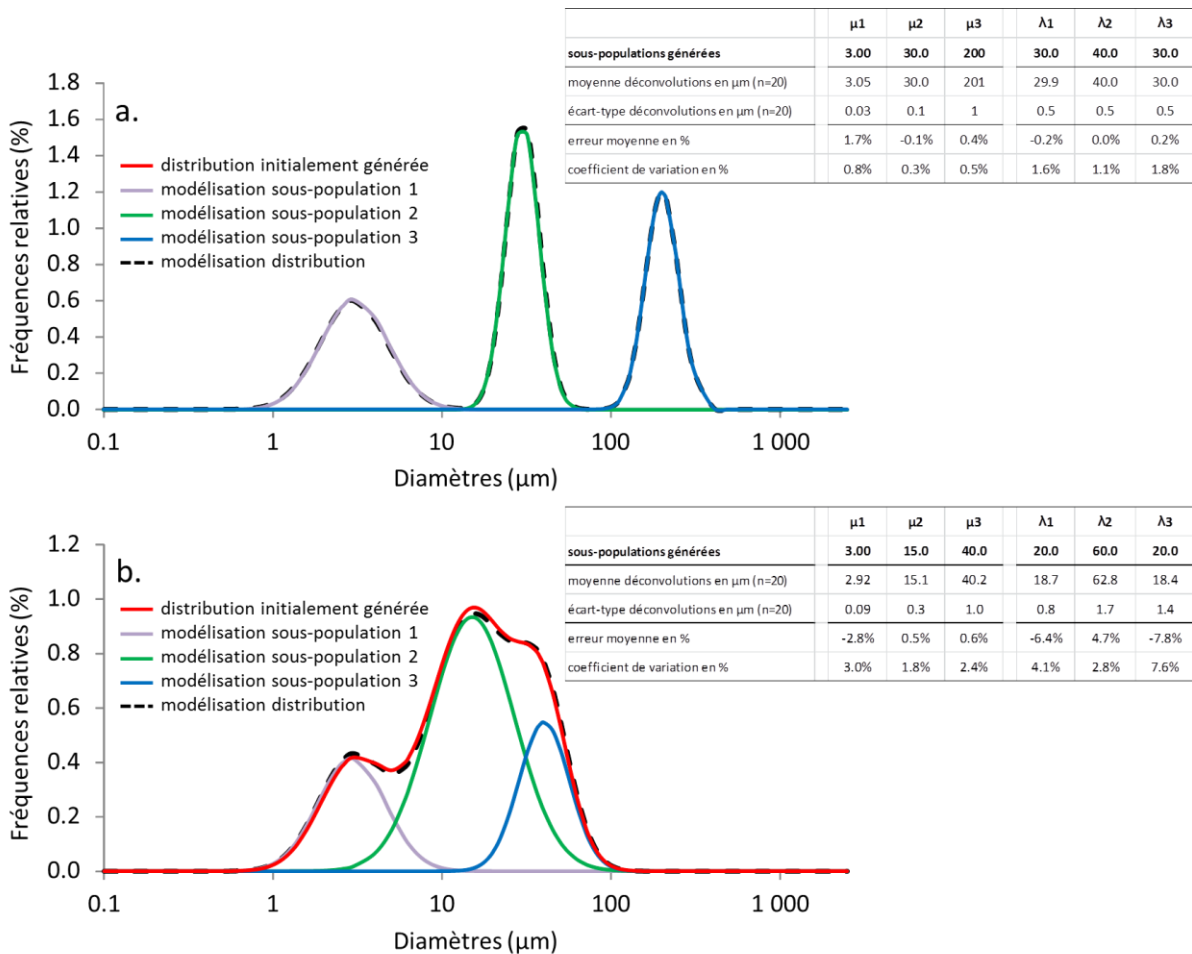 μ1 μ2 μ3 λ1 λ2 λ3
sous-populations générées 3.00 30.0 200 30.0 40.0 30.0
moyenne déconvolutions en μm (n=20) 3.05 30.0 201 29.9 40.0 30.0
écart-type déconvolutions en μm (n=20) 0.03 0.1 1 0.5 0.5 0.5
erreur moyenne en % 1.7% -0.1% 0.4% -0.2% 0.0% 0.2%
coefficient de variation en % 0.8% 0.3% 0.5% 1.6% 1.1% 1.8%
a.
Fréquences relatives (%)
1.8
1.6
1.4
1.2
1.0
0.8
0.6
0.4
0.2
0.0
distribution initialement générée
modélisation sous-population 1
modélisation sous-population 2
modélisation sous-population 3
modélisation distribution
0.1 1 10 100 1 000
Diamètres (μm)
μ1 μ2 μ3 λ1 λ2 λ3
sous-populations générées 3.00 15.0 40.0 20.0 60.0 20.0
moyenne déconvolutions en μm (n=20) 2.92 15.1 40.2 18.7 62.8 18.4
écart-type déconvolutions en μm (n=20) 0.09 0.3 1.0 0.8 1.7 1.4
erreur moyenne en % -2.8% 0.5% 0.6% -6.4% 4.7% -7.8%
coefficient de variation en % 3.0% 1.8% 2.4% 4.1% 2.8% 7.6%
b.
Fréquences relatives (%)
1.2
1.0
0.8
0.6
0.4
0.2
0.0
distribution initialement générée
modélisation sous-population 1
modélisation sous-population 2
modélisation sous-population 3
modélisation distribution
0.1 1 10 100 1 000
Diamètres (μm)